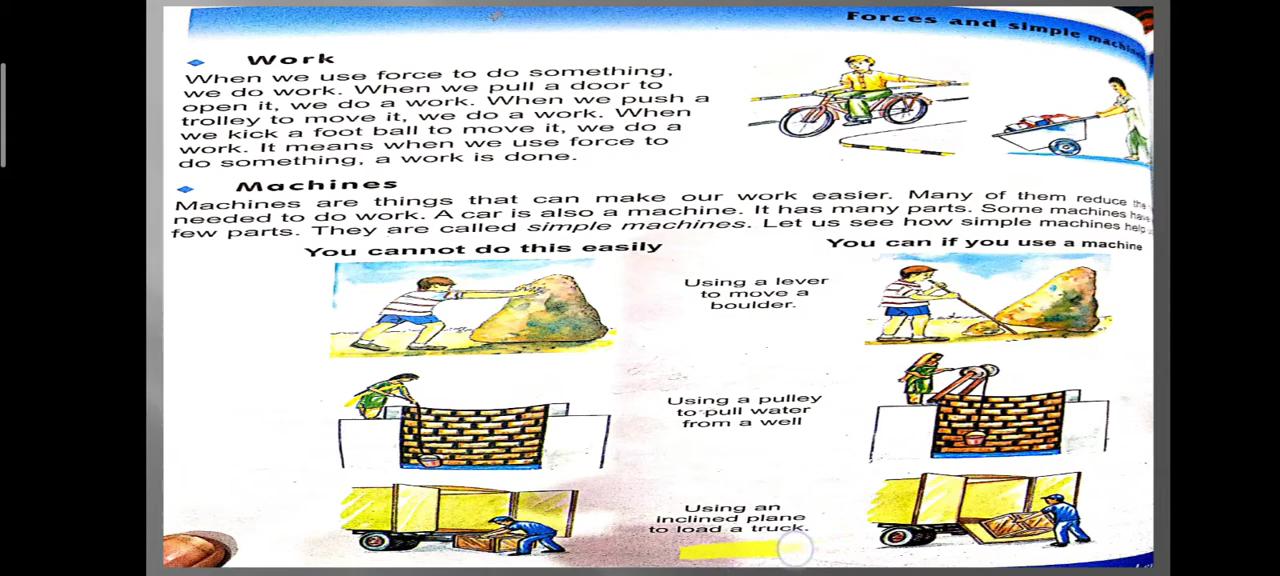 Forces and simple machin
Work
When we use force to do something,
we do work. When we pull a door to
open it, we do a work. When we push a
trolley to move it, we do a work. When
we kick a foot ball to move it, we do a
work. It means when we use force to
do something, a work is done.
Machines
Machines are things that can make our work easier. Many of them reduce the
needed to do work. A car is also a machine. It has many parts. Some machines have
few parts. They are called simple machines. Let us see how simple machines help
You cannot do this easily
You can if you use a machine
Using a lever
to move a
boulder.
Using a pulley
to pull water
from a well
Using an
inclined plane
to load a truck.